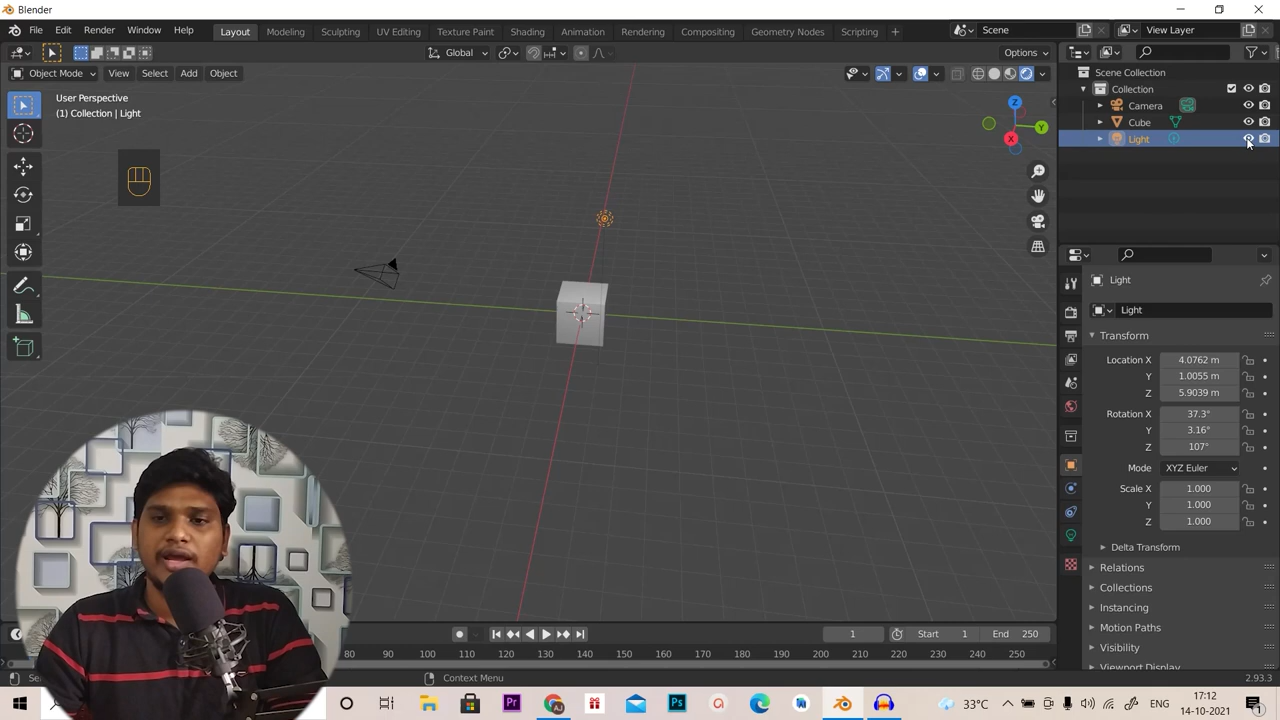 Blender
File Edit Render Window Help Layout Modeling Sculpting UV Editing Texture Paint Shading Animation Rendering Compositing Geometry Nodes Scripting + Scene View Layer
Global Options
Object Mode View Select Add Object
User Perspective
(1) Collection | Light
Z
Y
X
Scene Collection
Collection
Camera
Cube
Light
Light
Light
Transform
Location X 4.0762 m
Y 1.0055 m
Z 5.9039 m
Rotation X 37.3°
Y 3.16°
Z 107°
Mode XYZ Euler
Scale X 1.000
Y 1.000
Z 1.000
Delta Transform
Relations
Collections
Instancing
Motion Paths
Visibility
Viewport Display
1 Start 1 End 250
80 90 100 110 120 130 140 150 160 170 180 190 200 210 220 230 240 250
Context Menu 2.93.3
Pr Ps 33°C ENG 17:12
14-10-2021